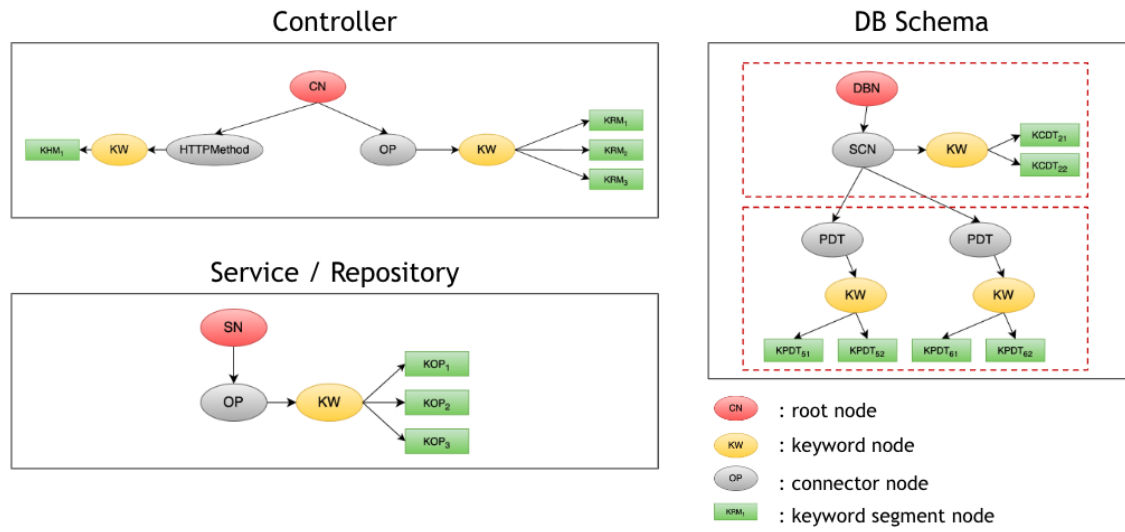 Controller
CN
KHM1
KW
HTTPMethod
OP
KW
KRM1
KRM2
KRM3
Service / Repository
SN
OP
KW
KOP1
KOP2
KOP3
DB Schema
DBN
SCN
KW
KCDT21
KCDT22
PDT
PDT
KW
KW
KPDT51
KPDT52
KPDT61
KPDT62
CN : root node
KW : keyword node
OP : connector node
KRM1 : keyword segment node